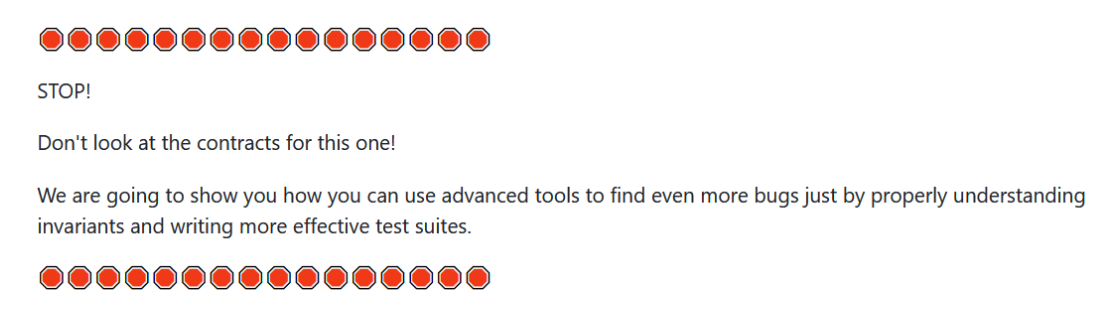 STOP!
Don't look at the contracts for this one!
We are going to show you how you can use advanced tools to find even more bugs just by properly understanding
invariants and writing more effective test suites.